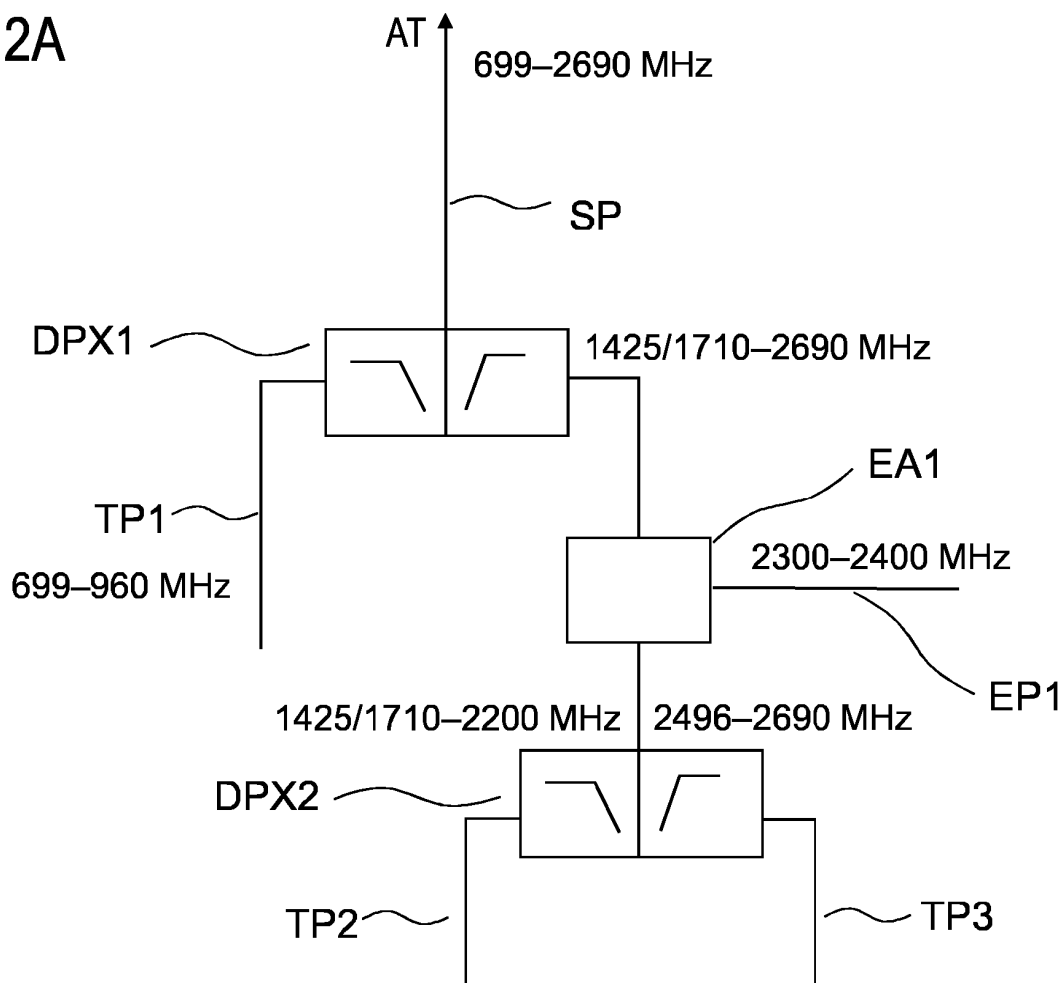 2A
AT
699–2690 MHz
SP
DPX1
1425/1710–2690 MHz
EA1
TP1
2300–2400 MHz
699–960 MHz
EP1
1425/1710–2200 MHz
2496–2690 MHz
DPX2
TP2
TP3